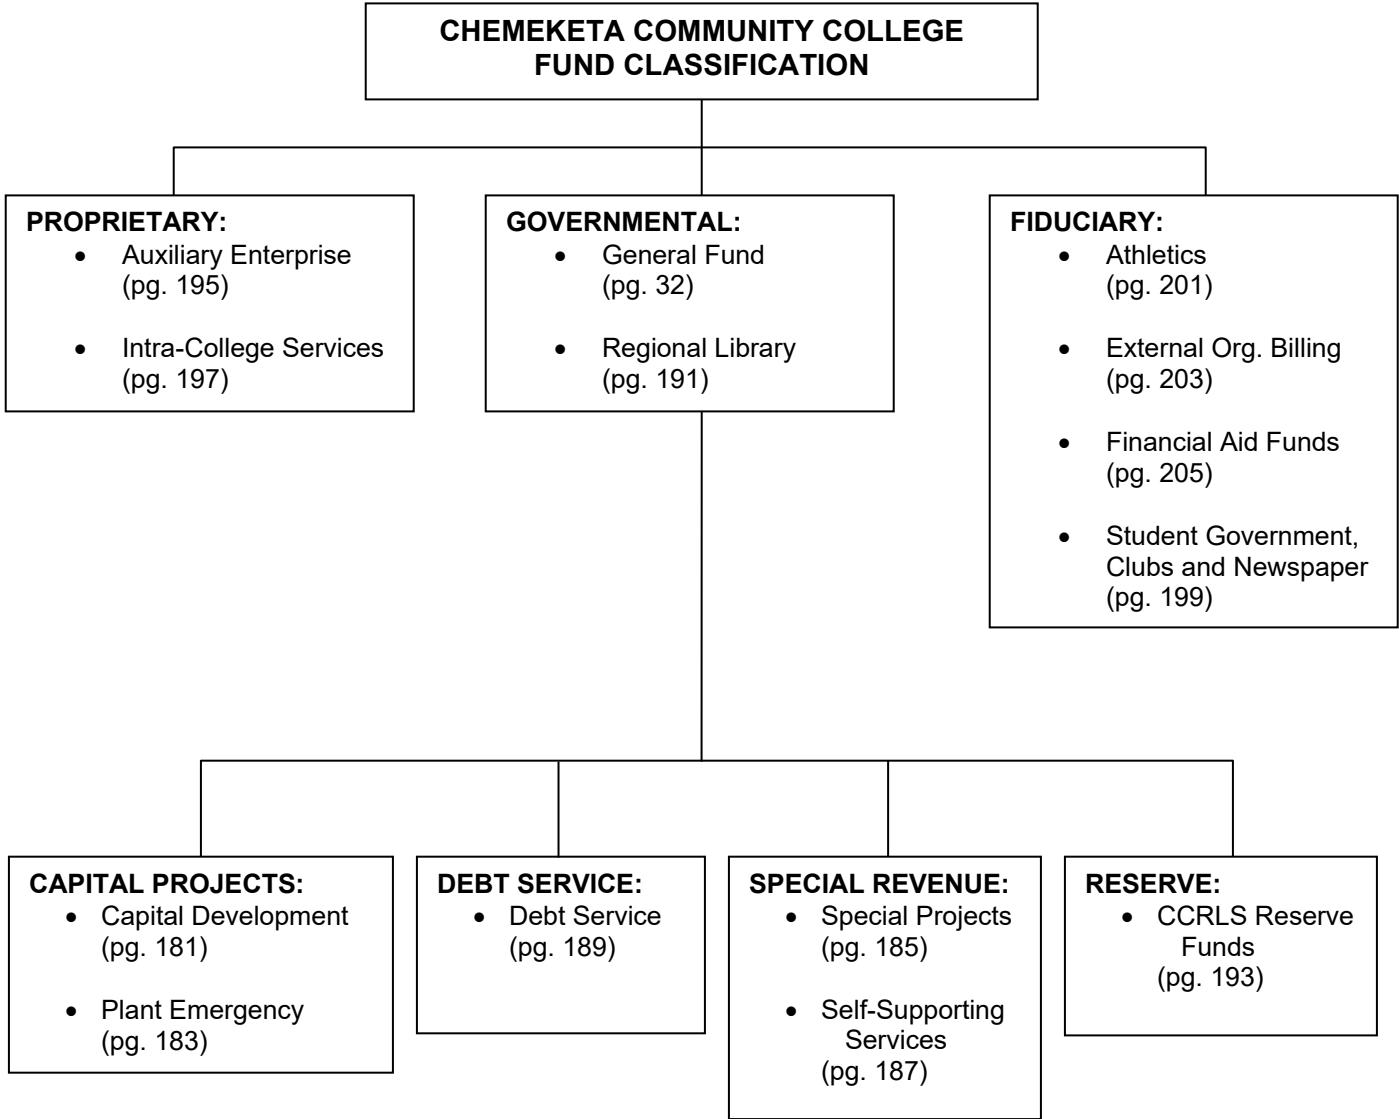 CHEMEKETA COMMUNITY COLLEGE
FUND CLASSIFICATION
PROPRIETARY:
• Auxiliary Enterprise
(pg. 195)
• Intra-College Services
(pg. 197)
GOVERNMENTAL:
• General Fund
(pg. 32)
• Regional Library
(pg. 191)
FIDUCIARY:
• Athletics
(pg. 201)
• External Org. Billing
(pg. 203)
• Financial Aid Funds
(pg. 205)
• Student Government,
Clubs and Newspaper
(pg. 199)
CAPITAL PROJECTS:
• Capital Development
(pg. 181)
• Plant Emergency
(pg. 183)
DEBT SERVICE:
• Debt Service
(pg. 189)
SPECIAL REVENUE:
• Special Projects
(pg. 185)
• Self-Supporting
Services
(pg. 187)
RESERVE:
• CCRLS Reserve
Funds
(pg. 193)